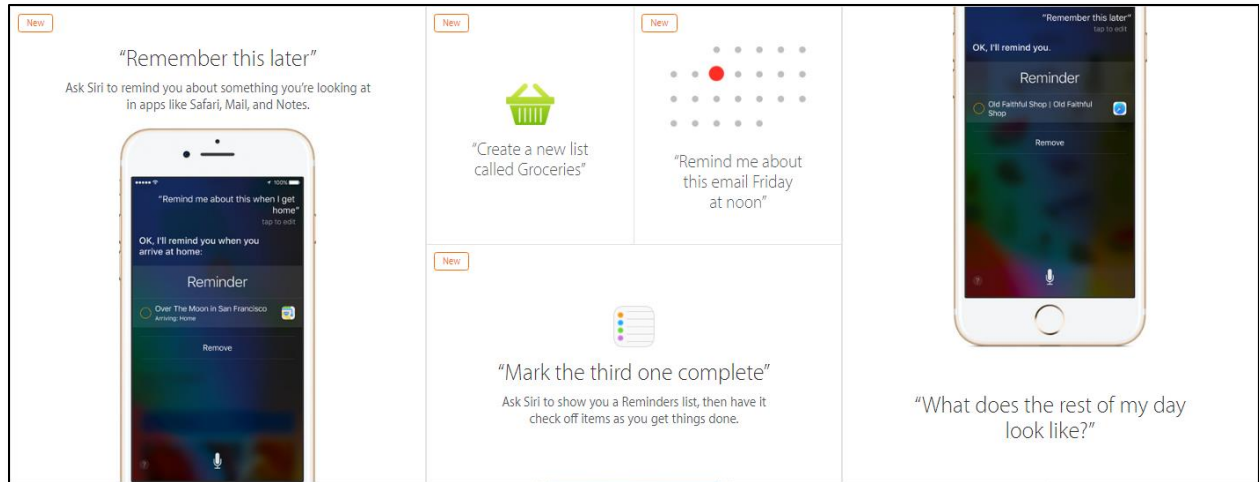 New
“Remember this later”
Ask Siri to remind you about something you’re looking at
in apps like Safari, Mail, and Notes.
100%
“Remind me about this when I get
home”
tap to edit
OK, I’ll remind you when you
arrive at home:
Reminder
Over The Moon in San Francisco
Arriving: Home
Remove
?
New
“Create a new list
called Groceries”
New
“Remind me about
this email Friday
at noon”
New
“Mark the third one complete”
Ask Siri to show you a Reminders list, then have it
check off items as you get things done.
“Remember this later”
tap to edit
OK, I’ll remind you.
Reminder
Old Faithful Shop | Old Faithful
Shop
Remove
?
“What does the rest of my day
look like?”